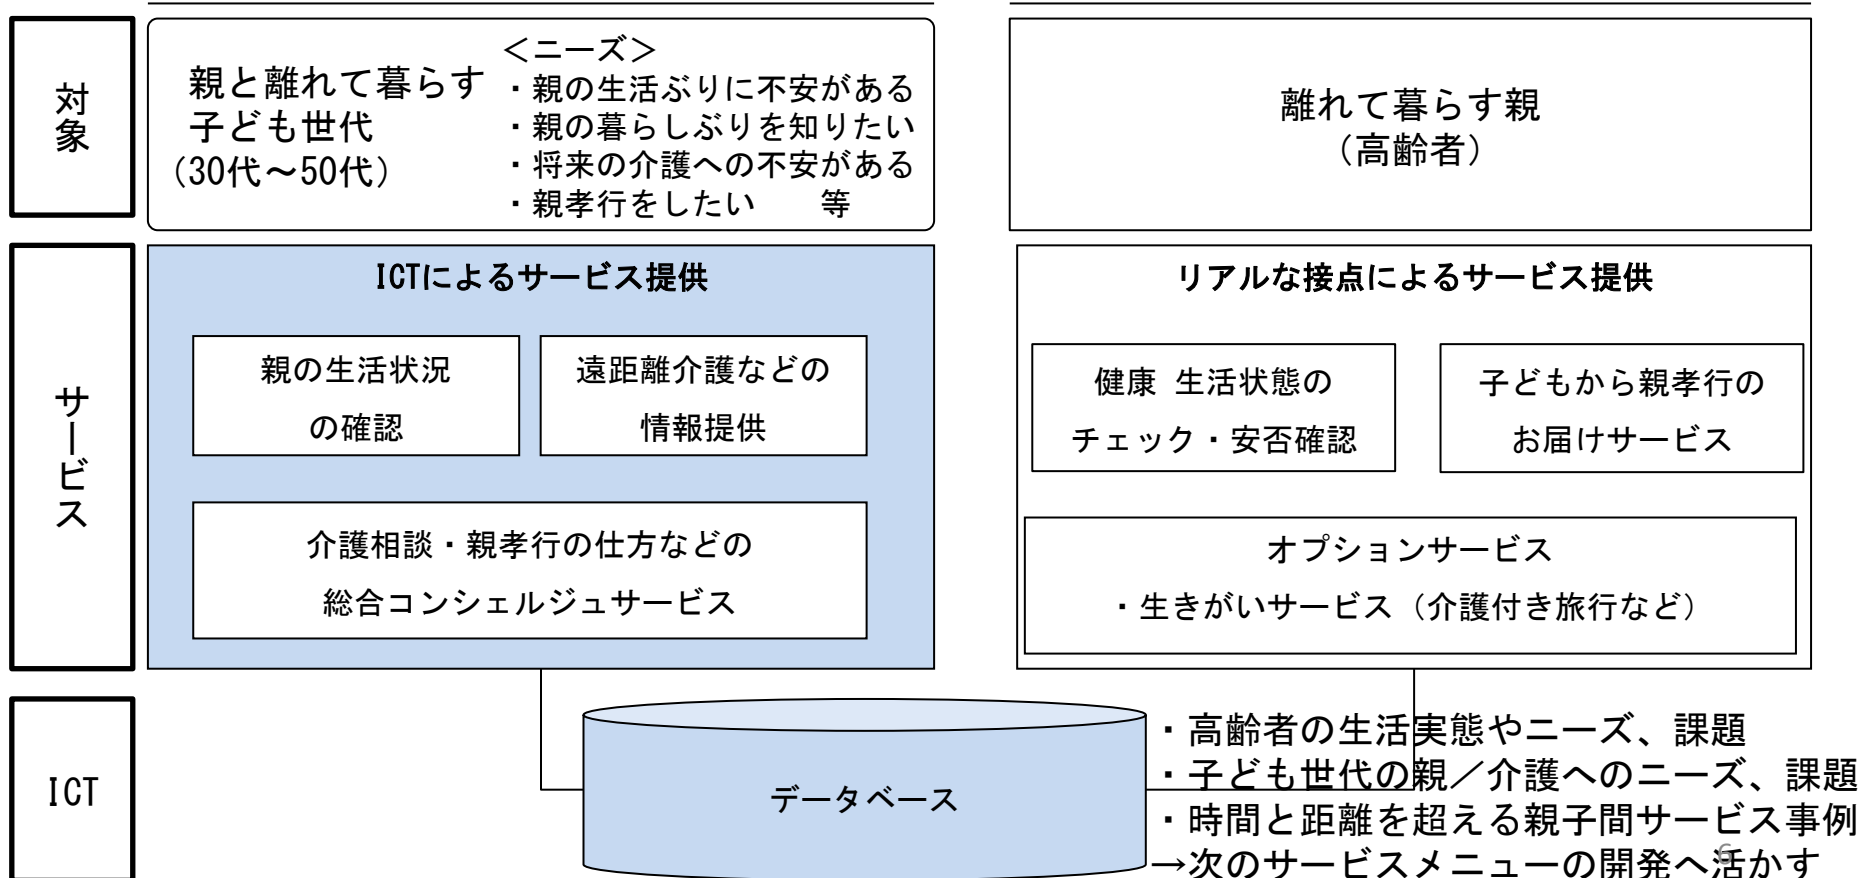 対象
親と離れて暮らす
子ども世代
(30代～50代)
＜ニーズ＞
・親の生活ぶりに不安がある
・親の暮らしぶりを知りたい
・将来の介護への不安がある
・親孝行をしたい　　等
離れて暮らす親
（高齢者）
サービス
ICTによるサービス提供
親の生活状況
の確認
遠距離介護などの
情報提供
介護相談・親孝行の仕方などの
総合コンシェルジュサービス
リアルな接点によるサービス提供
健康 生活状態の
チェック・安否確認
子どもから親孝行の
お届けサービス
オプションサービス
・生きがいサービス（介護付き旅行など）
ICT
データベース
・高齢者の生活実態やニーズ、課題
・子ども世代の親／介護へのニーズ、課題
・時間と距離を超える親子間サービス事例
→次のサービスメニューの開発へ活かす
6